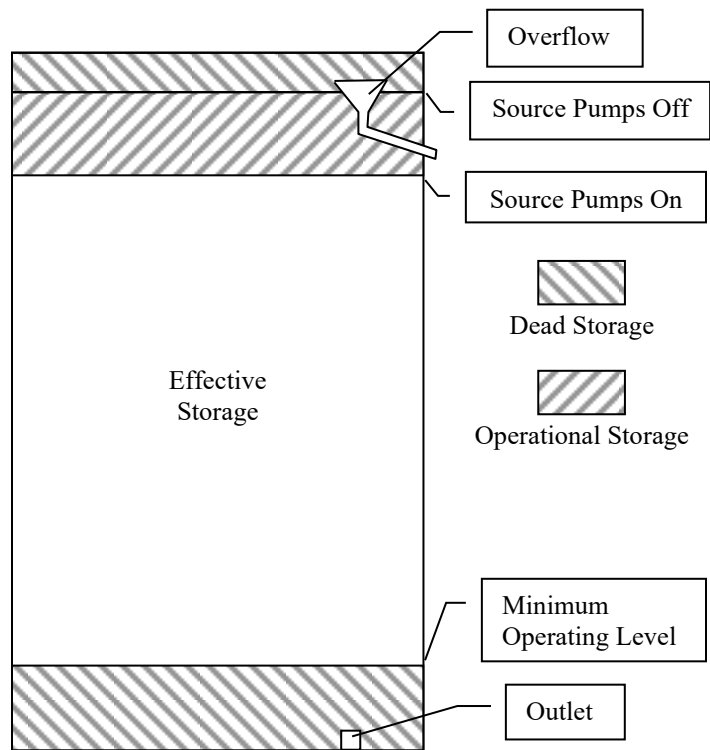 Overflow
Source Pumps Off
Source Pumps On
Dead Storage
Effective
Storage
Operational Storage
Minimum
Operating Level
Outlet